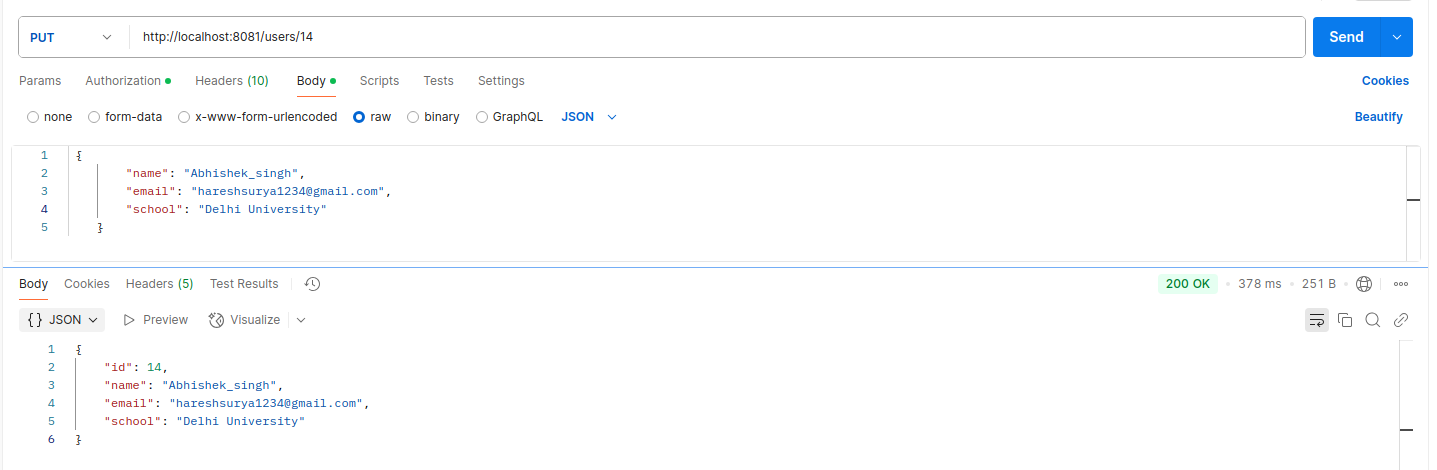 PUT http://localhost:8081/users/14 Send
Params Authorization Headers (10) Body Scripts Tests Settings Cookies
none form-data x-www-form-urlencoded raw binary GraphQL JSON Beautify
1 {
2 "name": "Abhishek_singh",
3 "email": "hareshsurya1234@gmail.com",
4 "school": "Delhi University"
5 }
Body Cookies Headers (5) Test Results 200 OK • 378 ms • 251 B •
{} JSON Preview Visualize
1 {
2 "id": 14,
3 "name": "Abhishek_singh",
4 "email": "hareshsurya1234@gmail.com",
5 "school": "Delhi University"
6 }